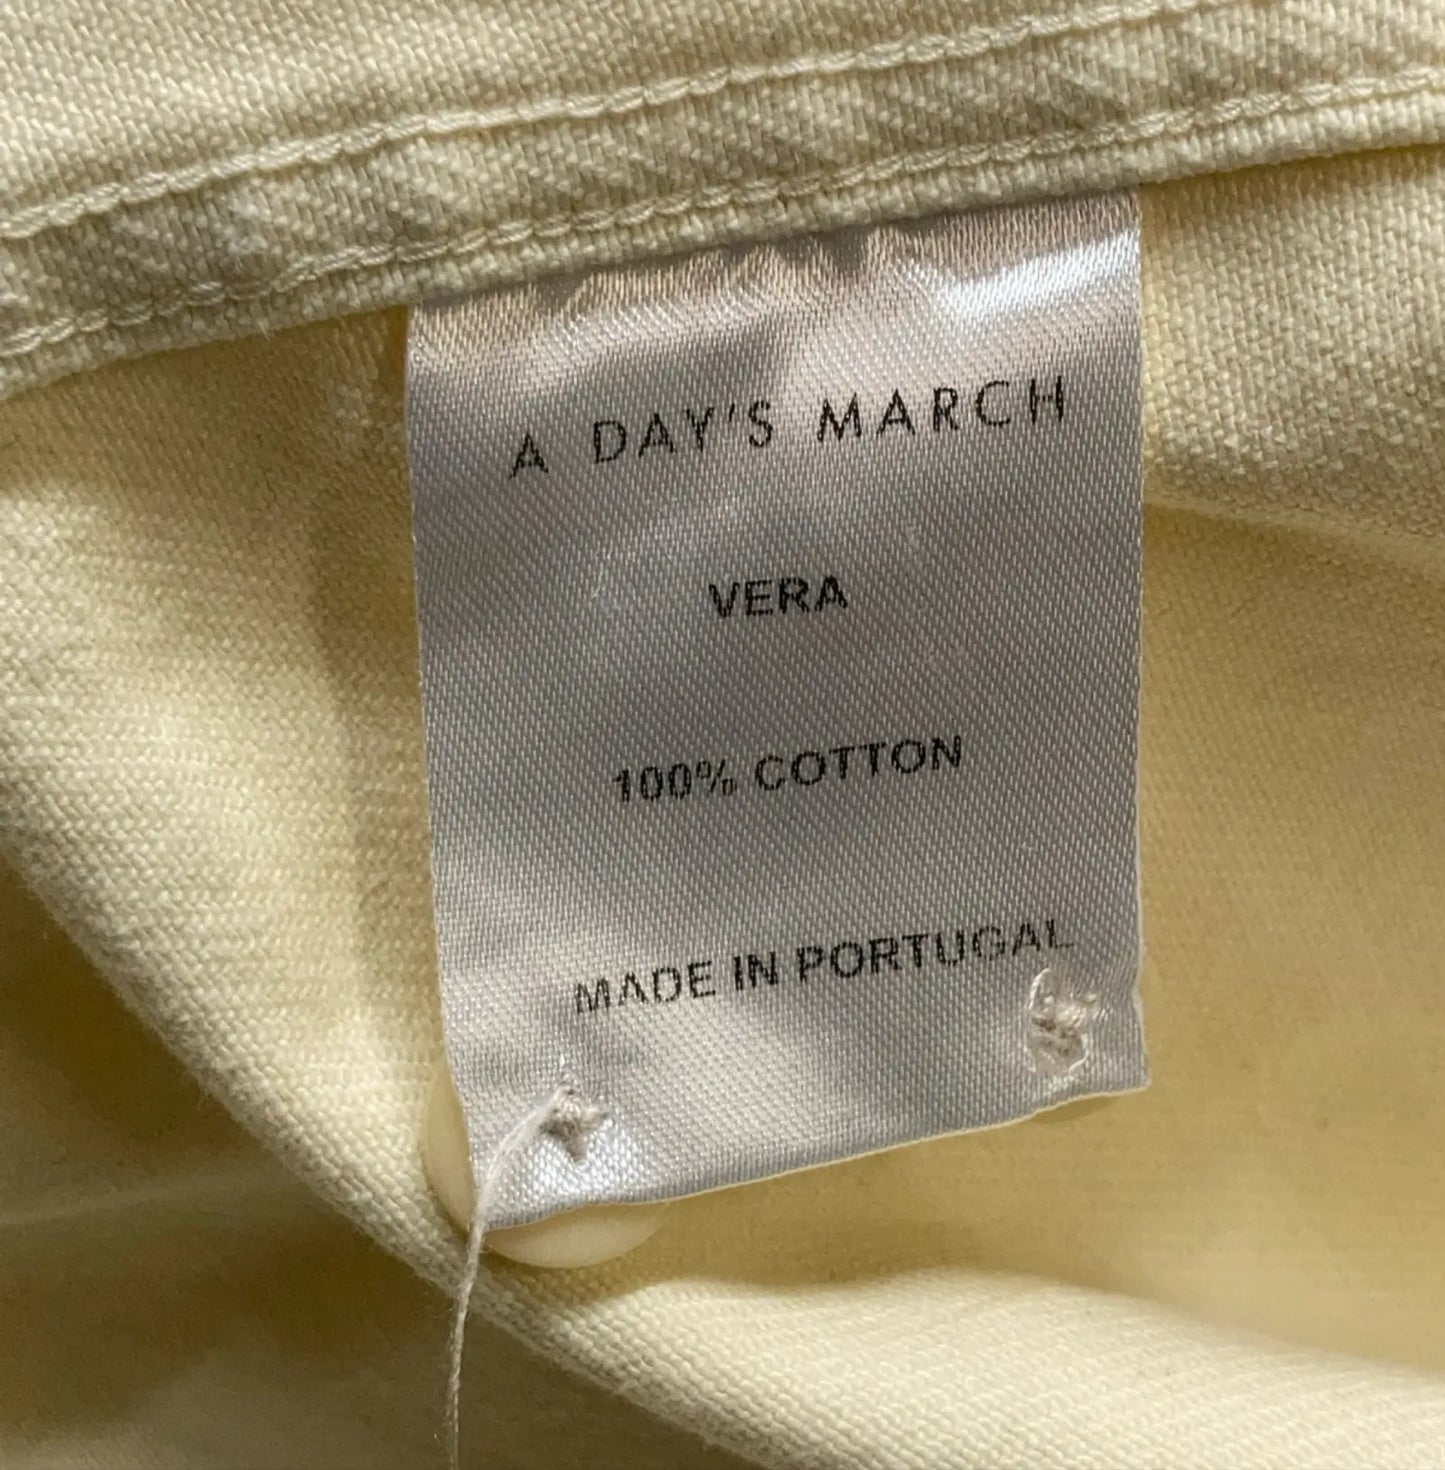 A DAY'S MARCH
VERA
100% COTTON
MADE IN PORTUGAL